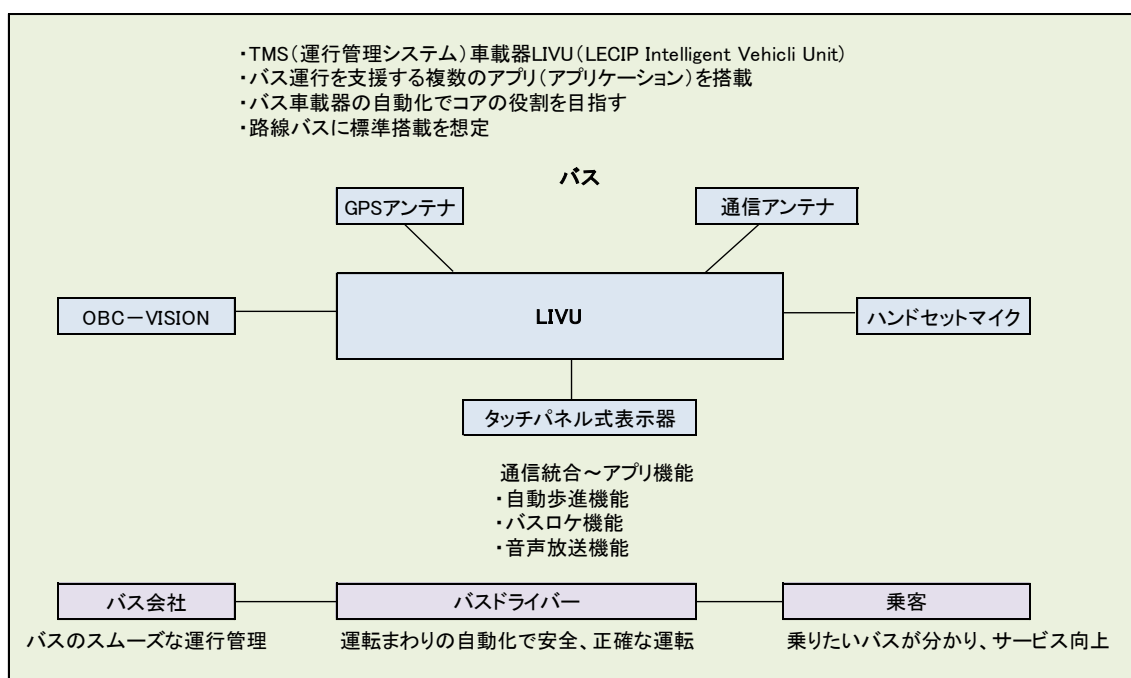 ・TMS(運行管理システム)車載器LIVU(LECIP Intelligent Vehicli Unit)
・バス運行を支援する複数のアプリ(アプリケーション)を搭載
・バス車載器の自動化でコアの役割を目指す
・路線バスに標準搭載を想定
バス
GPSアンテナ
通信アンテナ
OBC－VISION
LIVU
ハンドセットマイク
タッチパネル式表示器
通信統合～アプリ機能
・自動歩進機能
・バスロケ機能
・音声放送機能
バス会社
バスドライバー
乗客
バスのスムーズな運行管理
運転まわりの自動化で安全、正確な運転
乗りたいバスが分かり、サービス向上